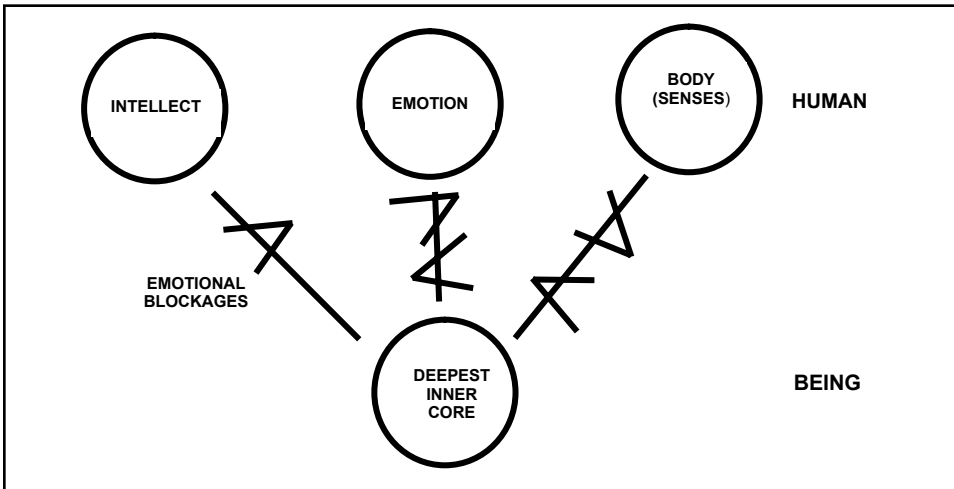 INTELLECT
EMOTION
BODY
(SENSES)
HUMAN
EMOTIONAL
BLOCKAGES
DEEPEST
INNER
CORE
BEING